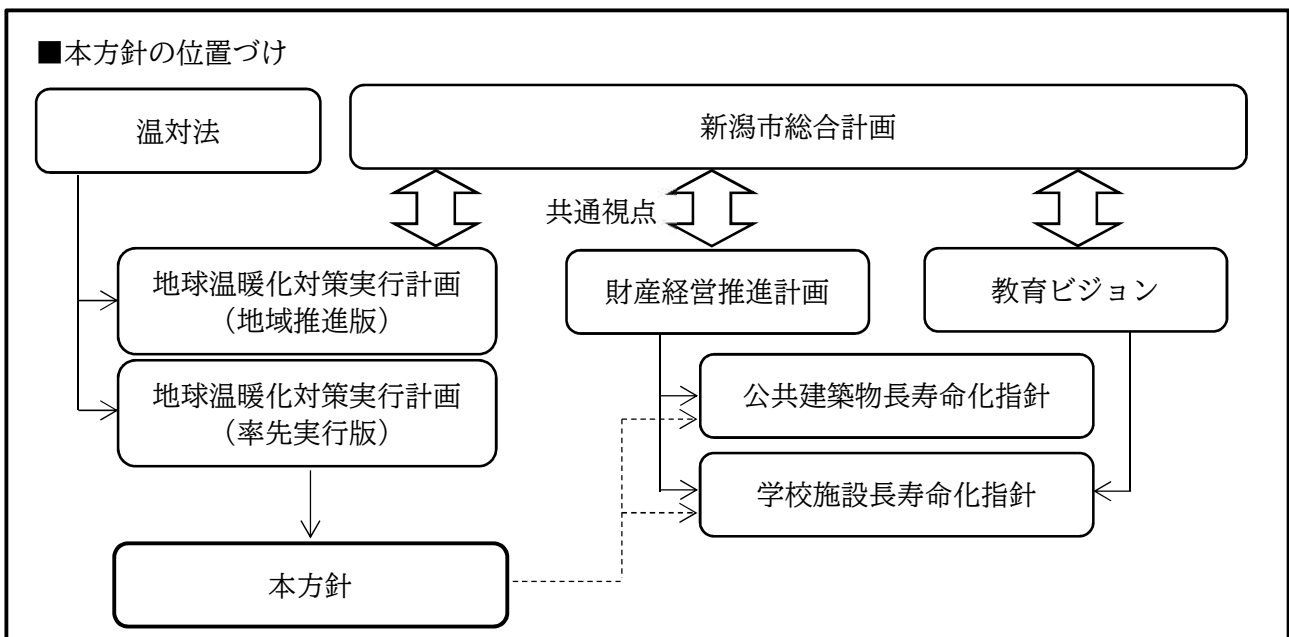 ■本方針の位置づけ
温対法
新潟市総合計画
共通視点
地球温暖化対策実行計画
（地域推進版）
財産経営推進計画
教育ビジョン
地球温暖化対策実行計画
（率先実行版）
公共建築物長寿命化指針
学校施設長寿命化指針
本方針